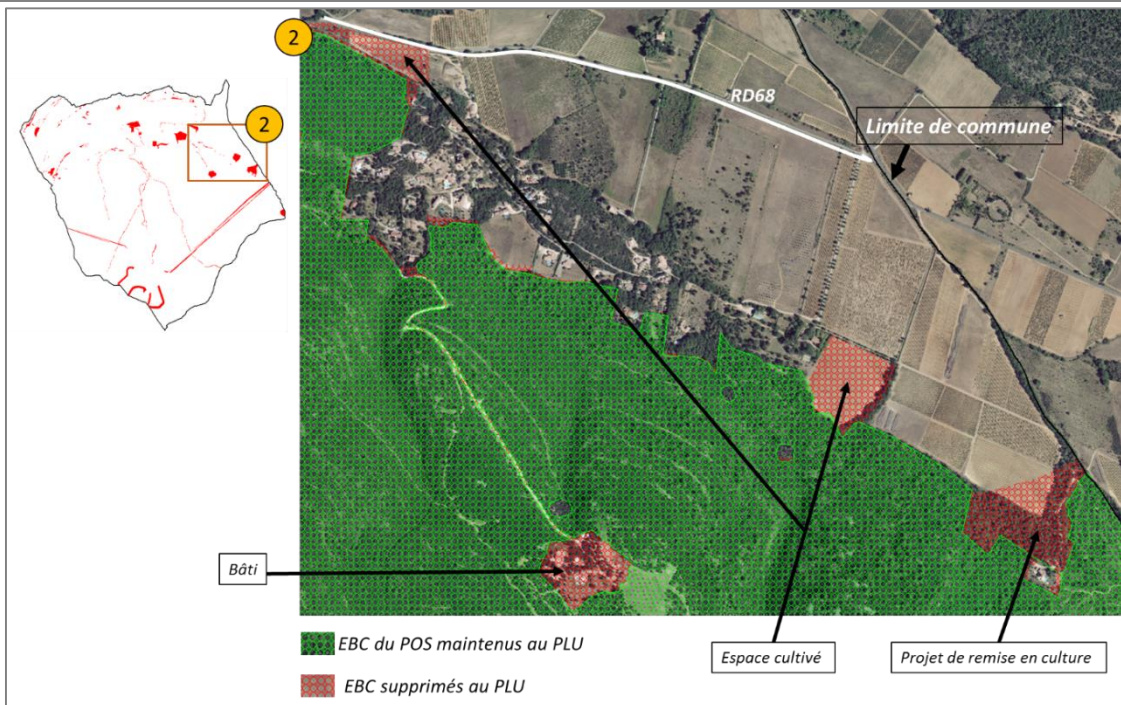 2
2
RD68
Limite de commune
Bâti
Espace cultivé
Projet de remise en culture
EBC du POS maintenus au PLU
EBC supprimés au PLU